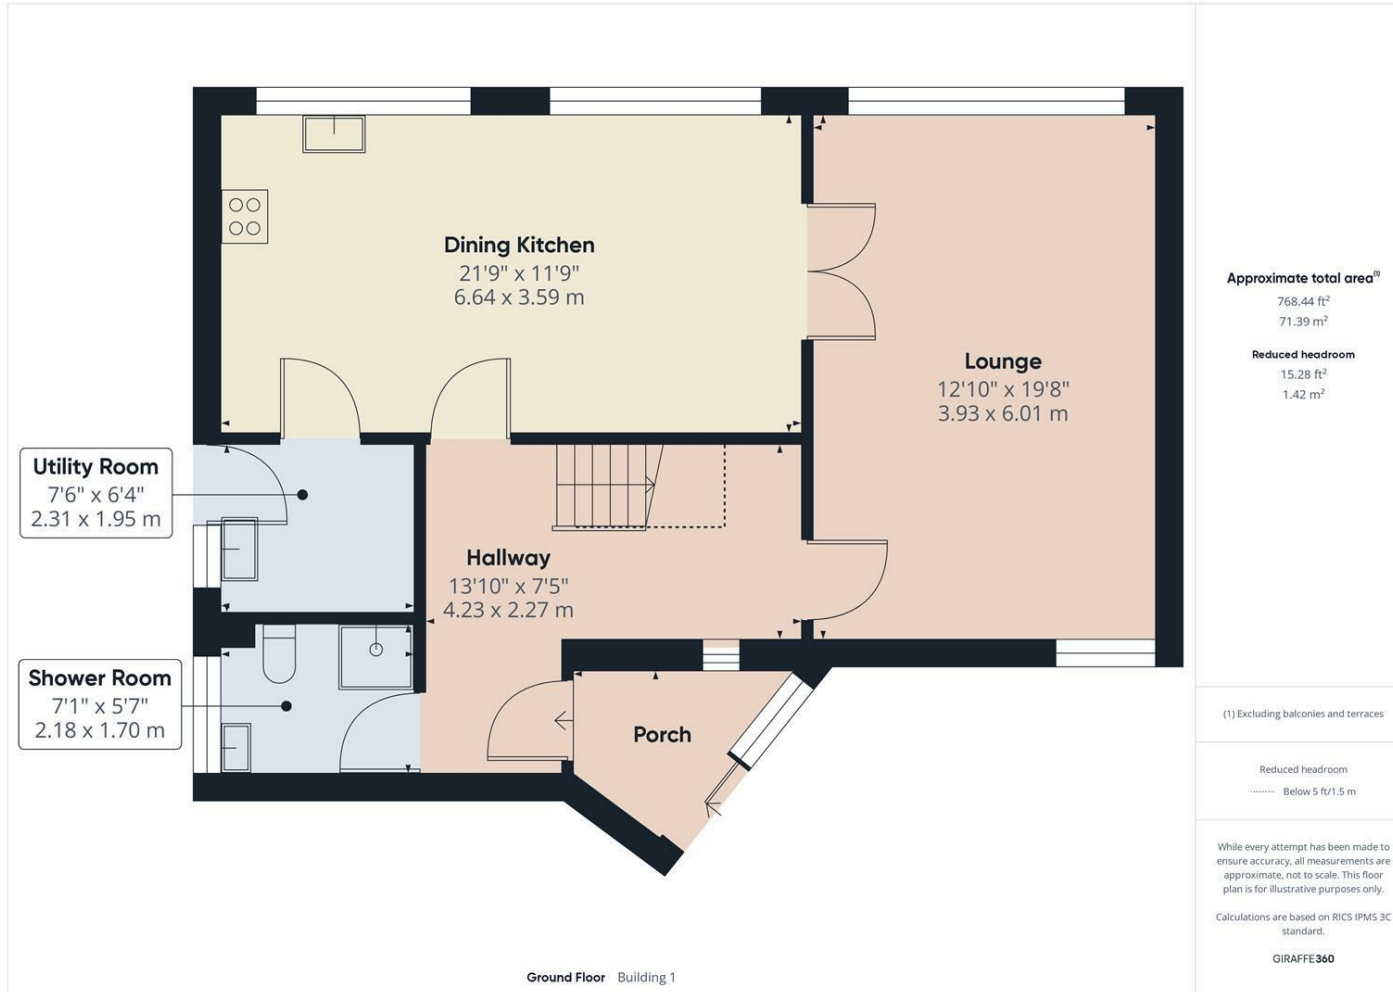 Dining Kitchen
21'9" x 11'9"
6.64 x 3.59 m
Lounge
12'10" x 19'8"
3.93 x 6.01 m
Utility Room
7'6" x 6'4"
2.31 x 1.95 m
Hallway
13'10" x 7'5"
4.23 x 2.27 m
Shower Room
7'1" x 5'7"
2.18 x 1.70 m
Porch
Ground Floor Building 1
Approximate total area(1)
768.44 ft²
71.39 m²
Reduced headroom
15.28 ft²
1.42 m²
(1) Excluding balconies and terraces
Reduced headroom
Below 5 ft/1.5 m
While every attempt has been made to
ensure accuracy, all measurements are
approximate, not to scale. This floor
plan is for illustrative purposes only.
Calculations are based on RICS IPMS 3C
standard.
GIRAFFE360